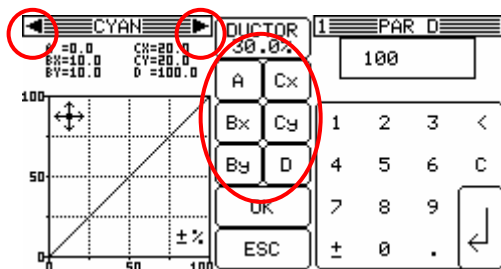 CYAN
A =0.0 CX=20.0
BX=10.0 CY=20.0
BY=10.0 D =100.0
100
50
0 50 100
± %
DUCTOR
30.0%
A Cx
Bx Cy
By D
OK
ESC
1 PAR D
100
1 2 3 <
4 5 6 C
7 8 9
± 0 .